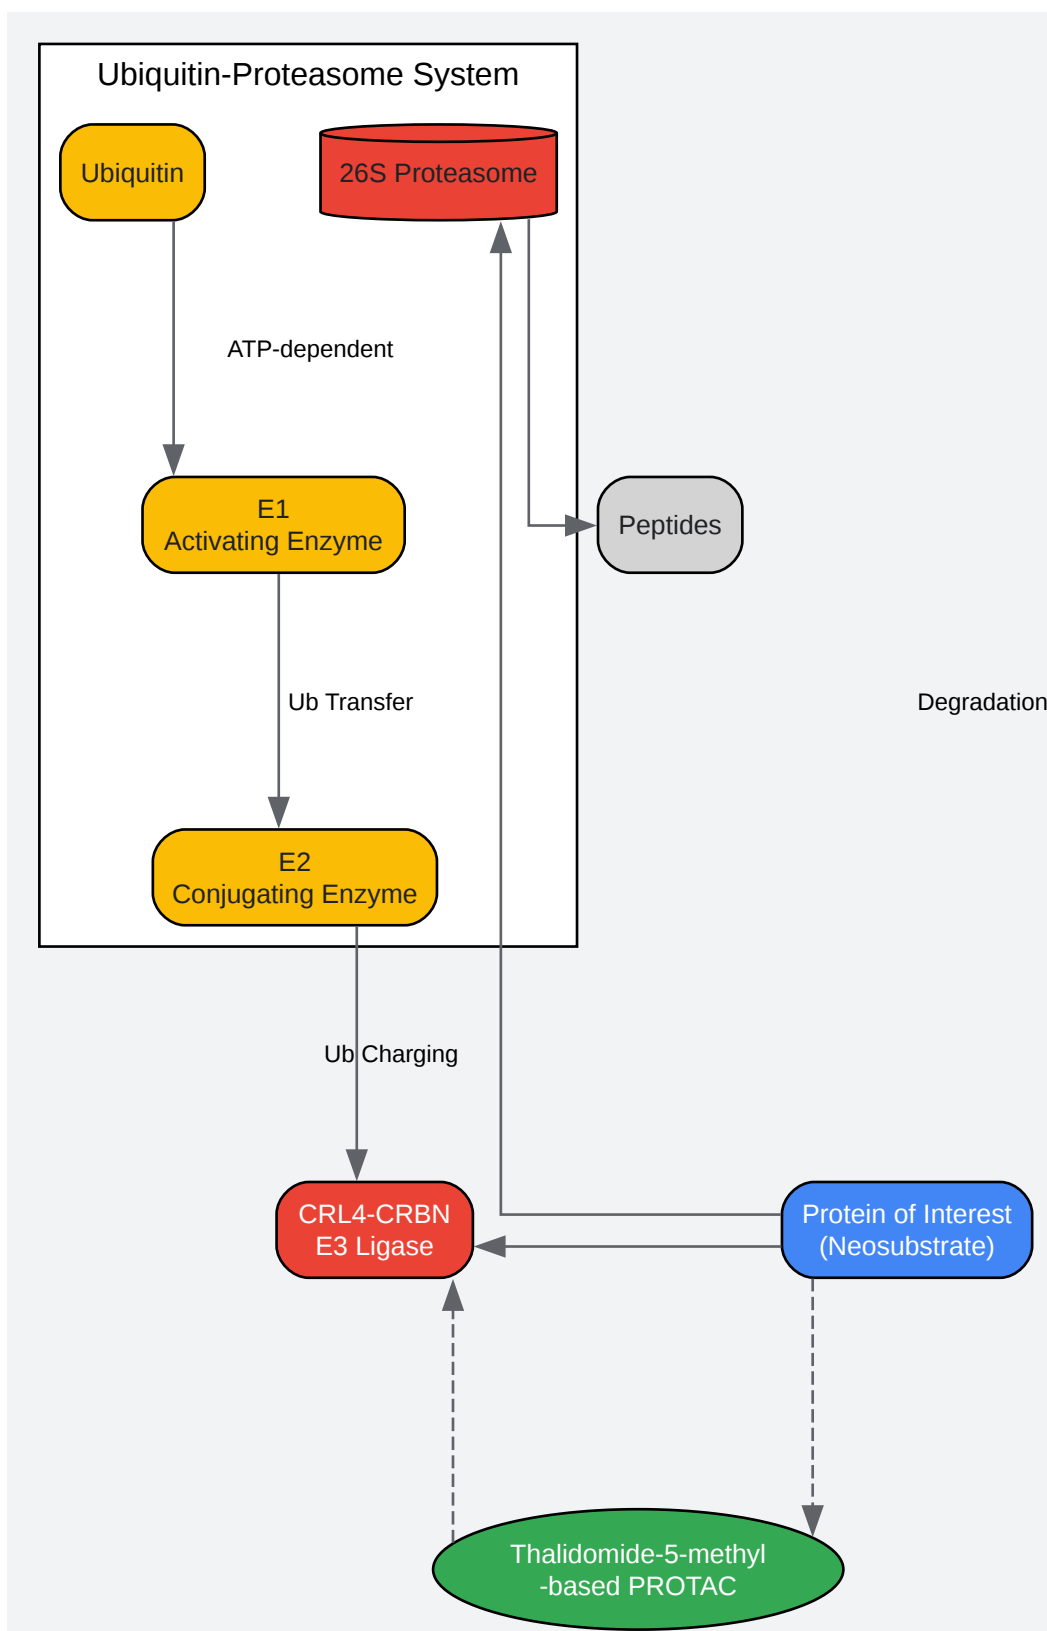 Ubiquitin-Proteasome System
Ubiquitin
26S Proteasome
ATP-dependent
E1
Activating Enzyme
Peptides
Ub Transfer
Degradation
E2
Conjugating Enzyme
Ub Charging
CRL4-CRBN
E3 Ligase
Protein of Interest
(Neosubstrate)
Thalidomide-5-methyl
-based PROTAC